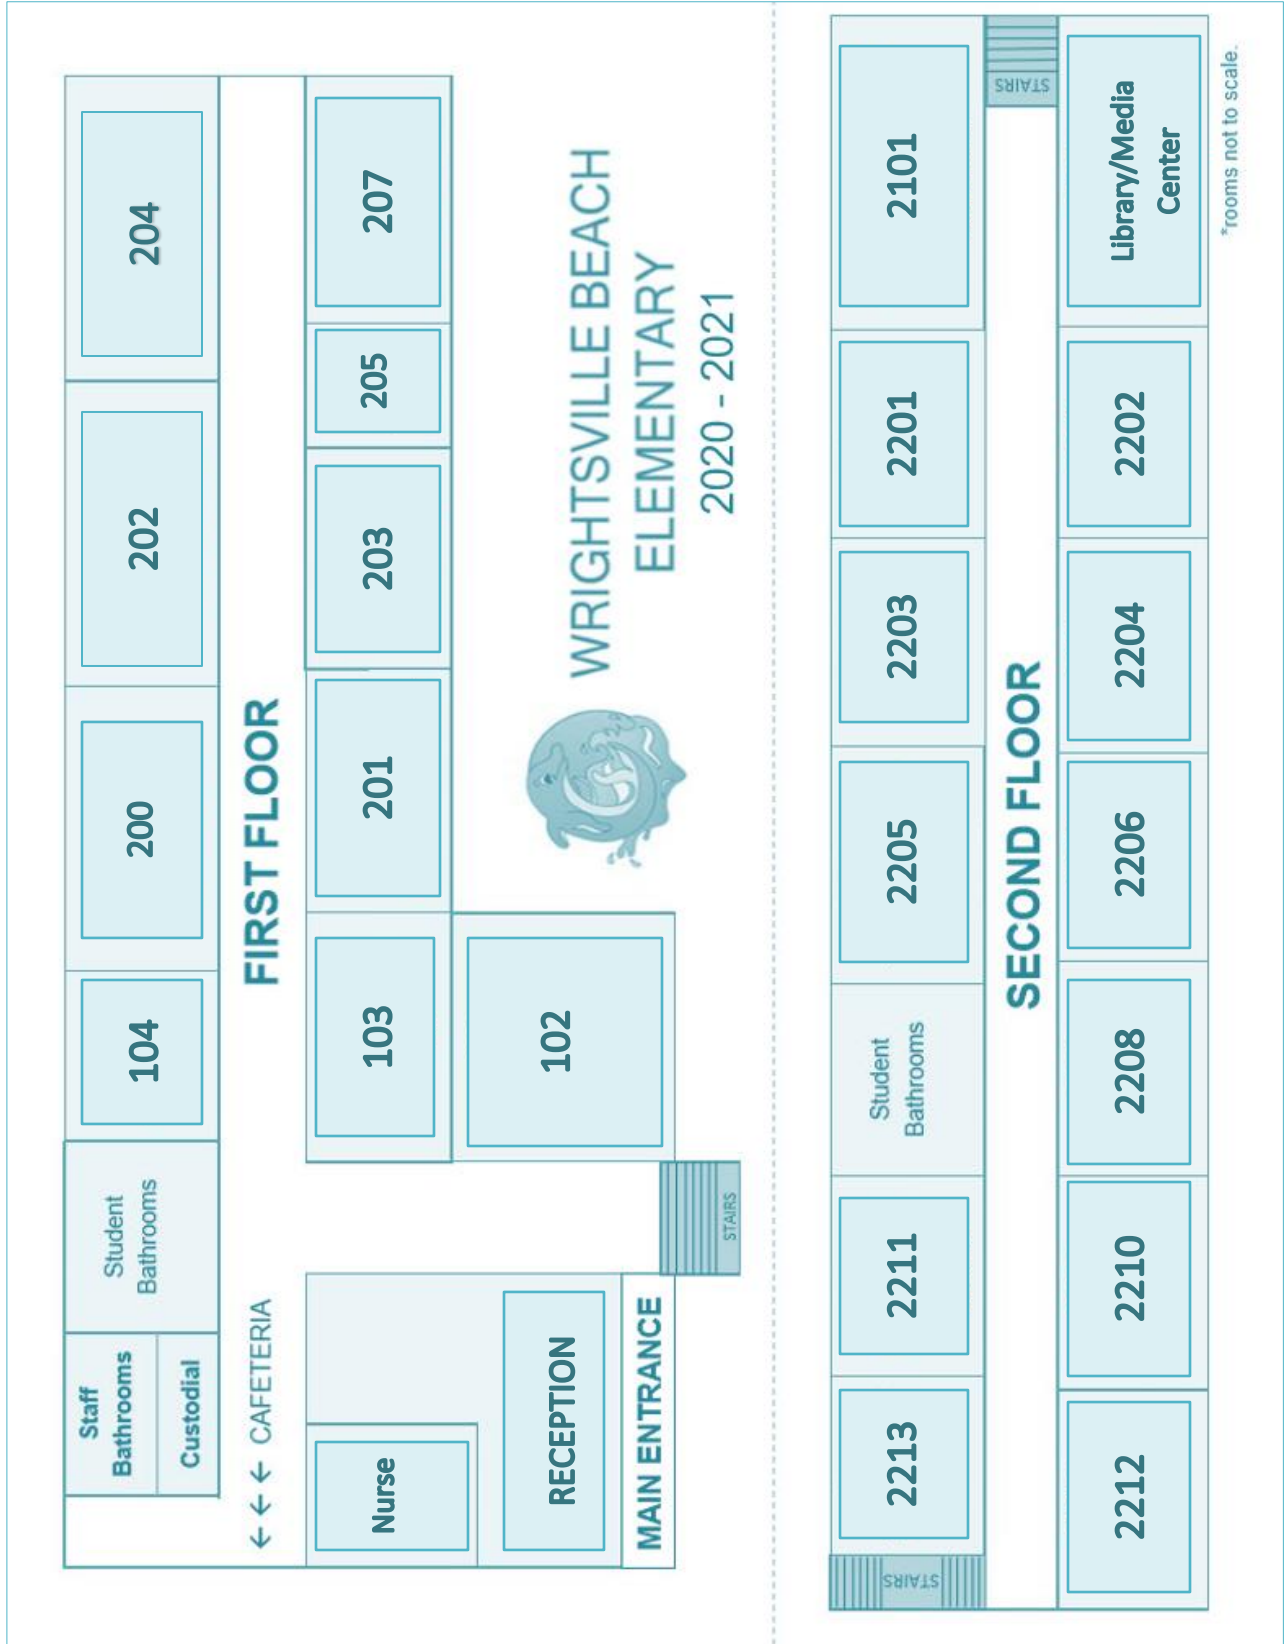 WRIGHTSVILLE BEACH
ELEMENTARY
2020 - 2021
FIRST FLOOR
Staff
Bathrooms
Custodial
Student
Bathrooms
104
200
202
204
← ← ← CAFETERIA
Nurse
RECEPTION
MAIN ENTRANCE
STAIRS
103
102
201
203
205
207
SECOND FLOOR
STAIRS
2213
2211
Student
Bathrooms
2205
2203
2201
2101
STAIRS
2212
2210
2208
2206
2204
2202
Library/Media
Center
*rooms not to scale.